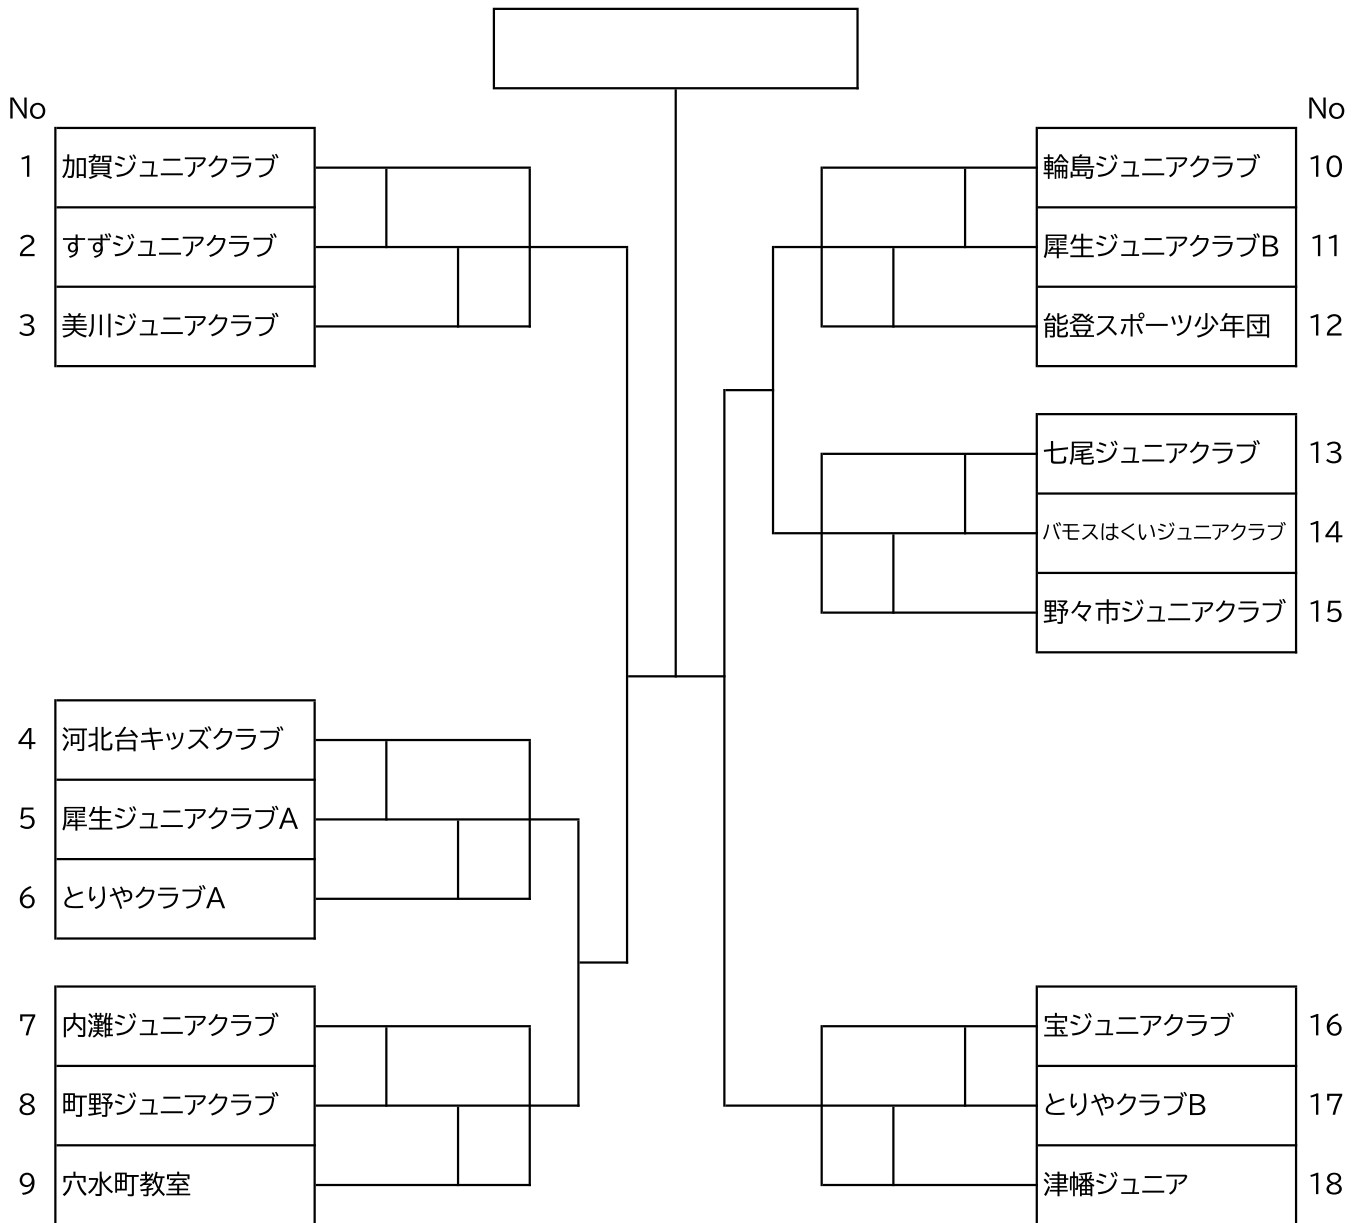 No
1 加賀ジュニアクラブ
2 すずジュニアクラブ
3 美川ジュニアクラブ
4 河北台キッズクラブ
5 犀生ジュニアクラブA
6 とりやクラブA
7 内灘ジュニアクラブ
8 町野ジュニアクラブ
9 穴水町教室
No
輪島ジュニアクラブ 10
犀生ジュニアクラブB 11
能登スポーツ少年団 12
七尾ジュニアクラブ 13
バモスはくいジュニアクラブ 14
野々市ジュニアクラブ 15
宝ジュニアクラブ 16
とりやクラブB 17
津幡ジュニア 18